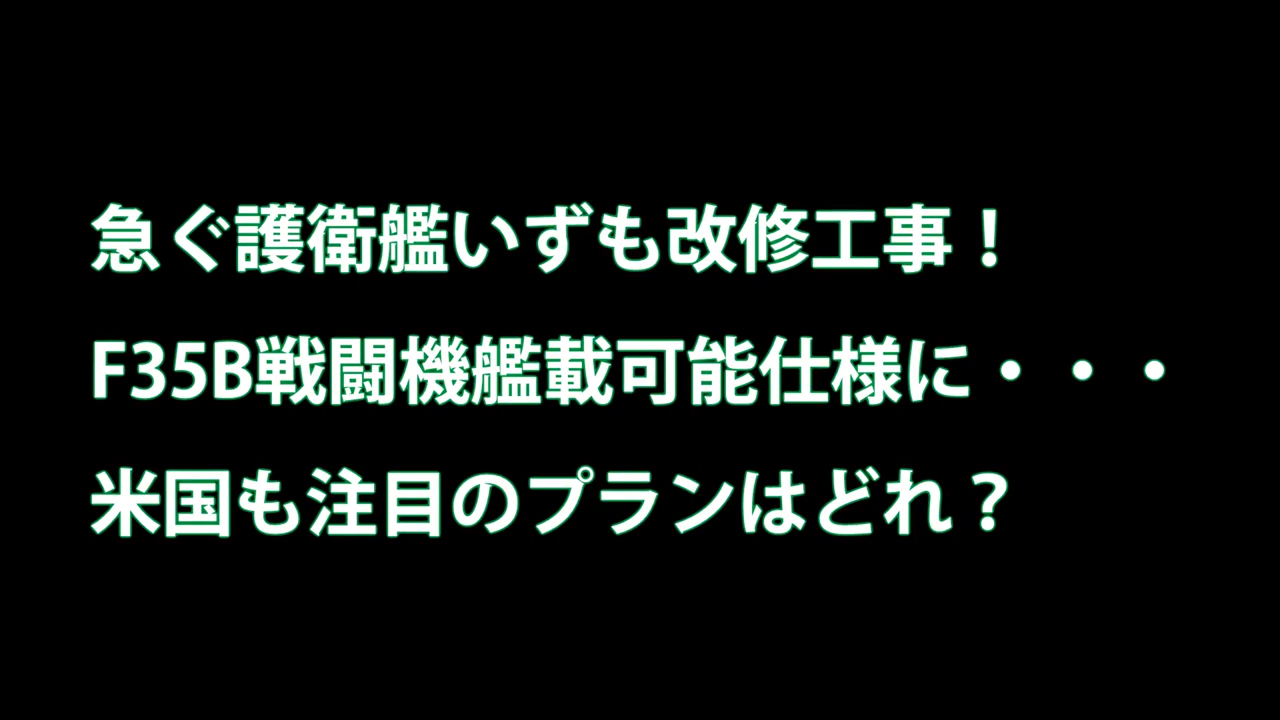 急ぐ護衛艦いずも改修工事！
F35B戦闘機艦載可能仕様に・・・
米国も注目のプランはどれ？